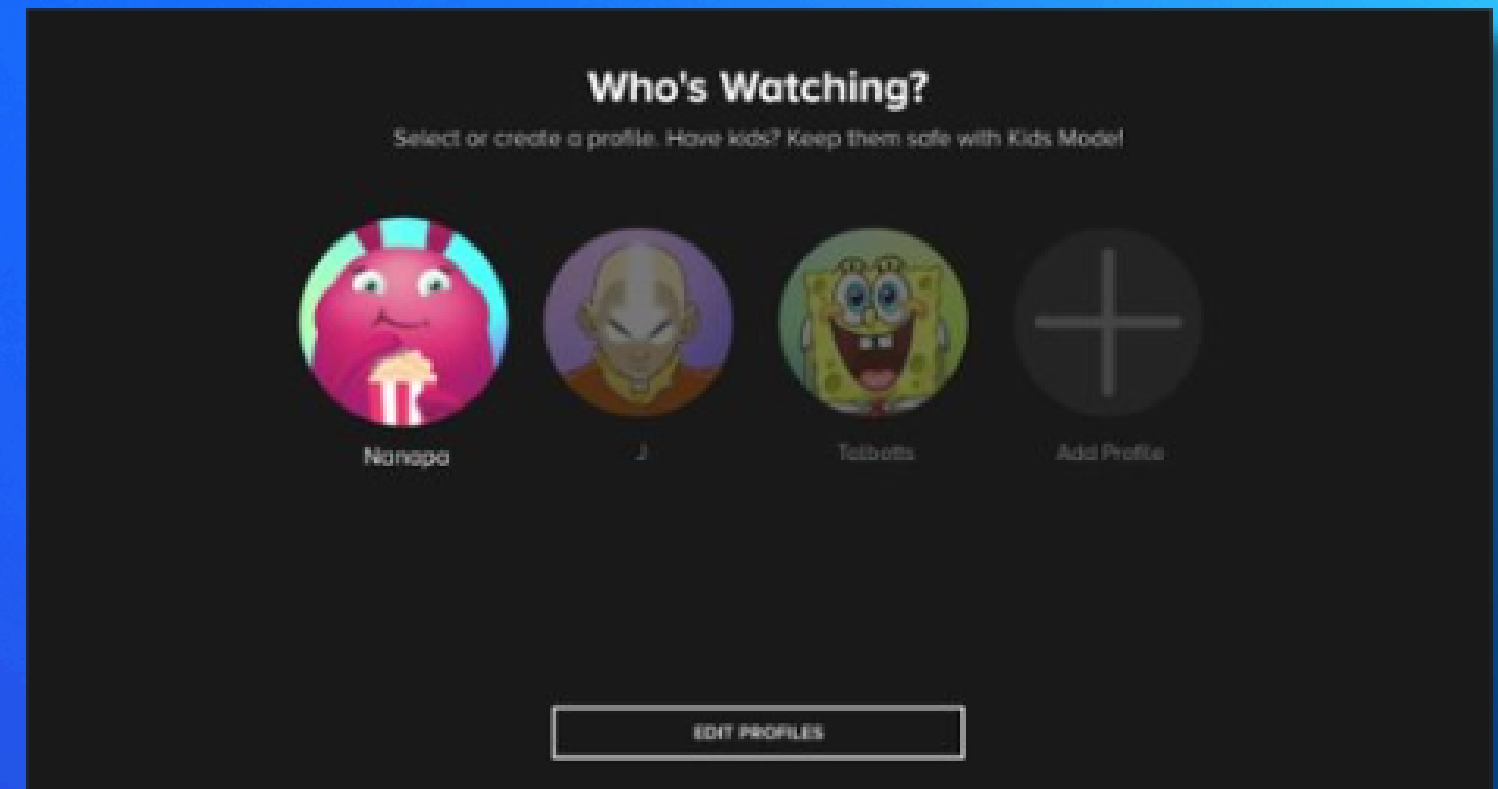 Who's Watching?
Select or create a profile. Have kids? Keep them safe with Kids Mode!
Nanapa
J
Talbotts
Add Profile
EDIT PROFILES